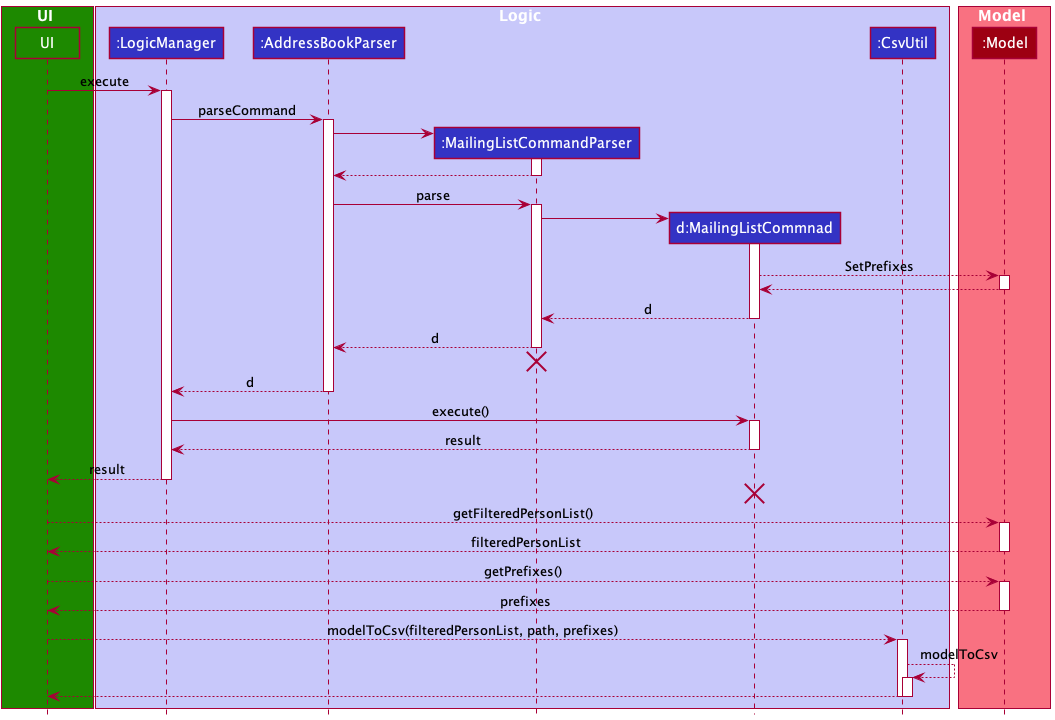 UI
Logic
Model
UI
:LogicManager
:AddressBookParser
:CsvUtil
:Model
execute
parseCommand
:MailingListCommandParser
parse
d:MailingListCommnad
SetPrefixes
d
d
d
execute()
result
result
getFilteredPersonList()
filteredPersonList
getPrefixes()
prefixes
modelToCsv(filteredPersonList, path, prefixes)
modelToCsv